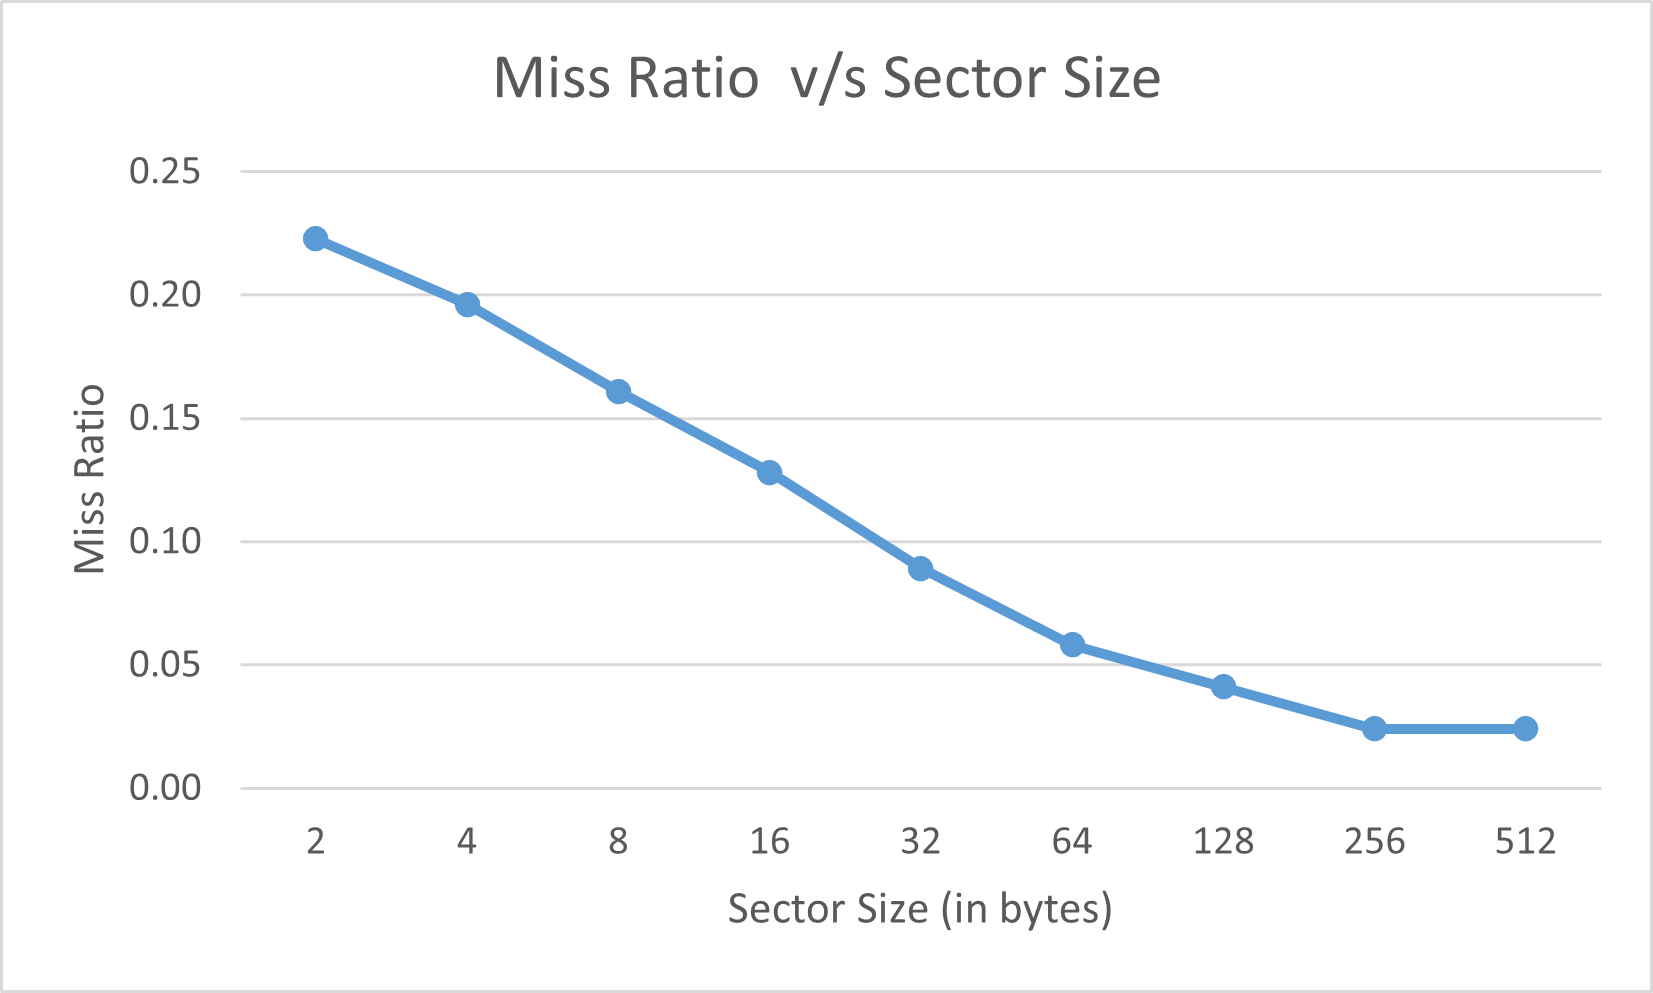 Miss Ratio  v/s Sector Size
0.25
0.20
0.15
0.10
0.05
0.00
Miss Ratio
2 4 8 16 32 64 128 256 512
Sector Size (in bytes)